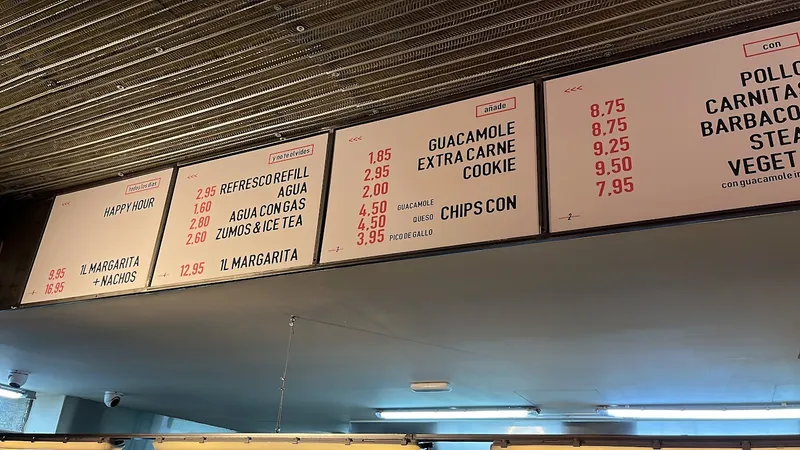 todos los días
<<<
HAPPY HOUR
9,95 1L MARGARITA
16,95 + NACHOS
y no te olvides
<<<
2,95 REFRESCO REFILL
1,60 AGUA
2,80 AGUA CON GAS
2,60 ZUMOS & ICE TEA
12,95 1L MARGARITA
añade
<<<
1,85 GUACAMOLE
2,95 EXTRA CARNE
2,00 COOKIE
4,50 GUACAMOLE
4,50 QUESO CHIPS CON
3,95 PICO DE GALLO
con
<<<
8,75 POLLO
8,75 CARNITAS
9,25 BARBACO
9,50 STEA
7,95 VEGET
con guacamole in
2